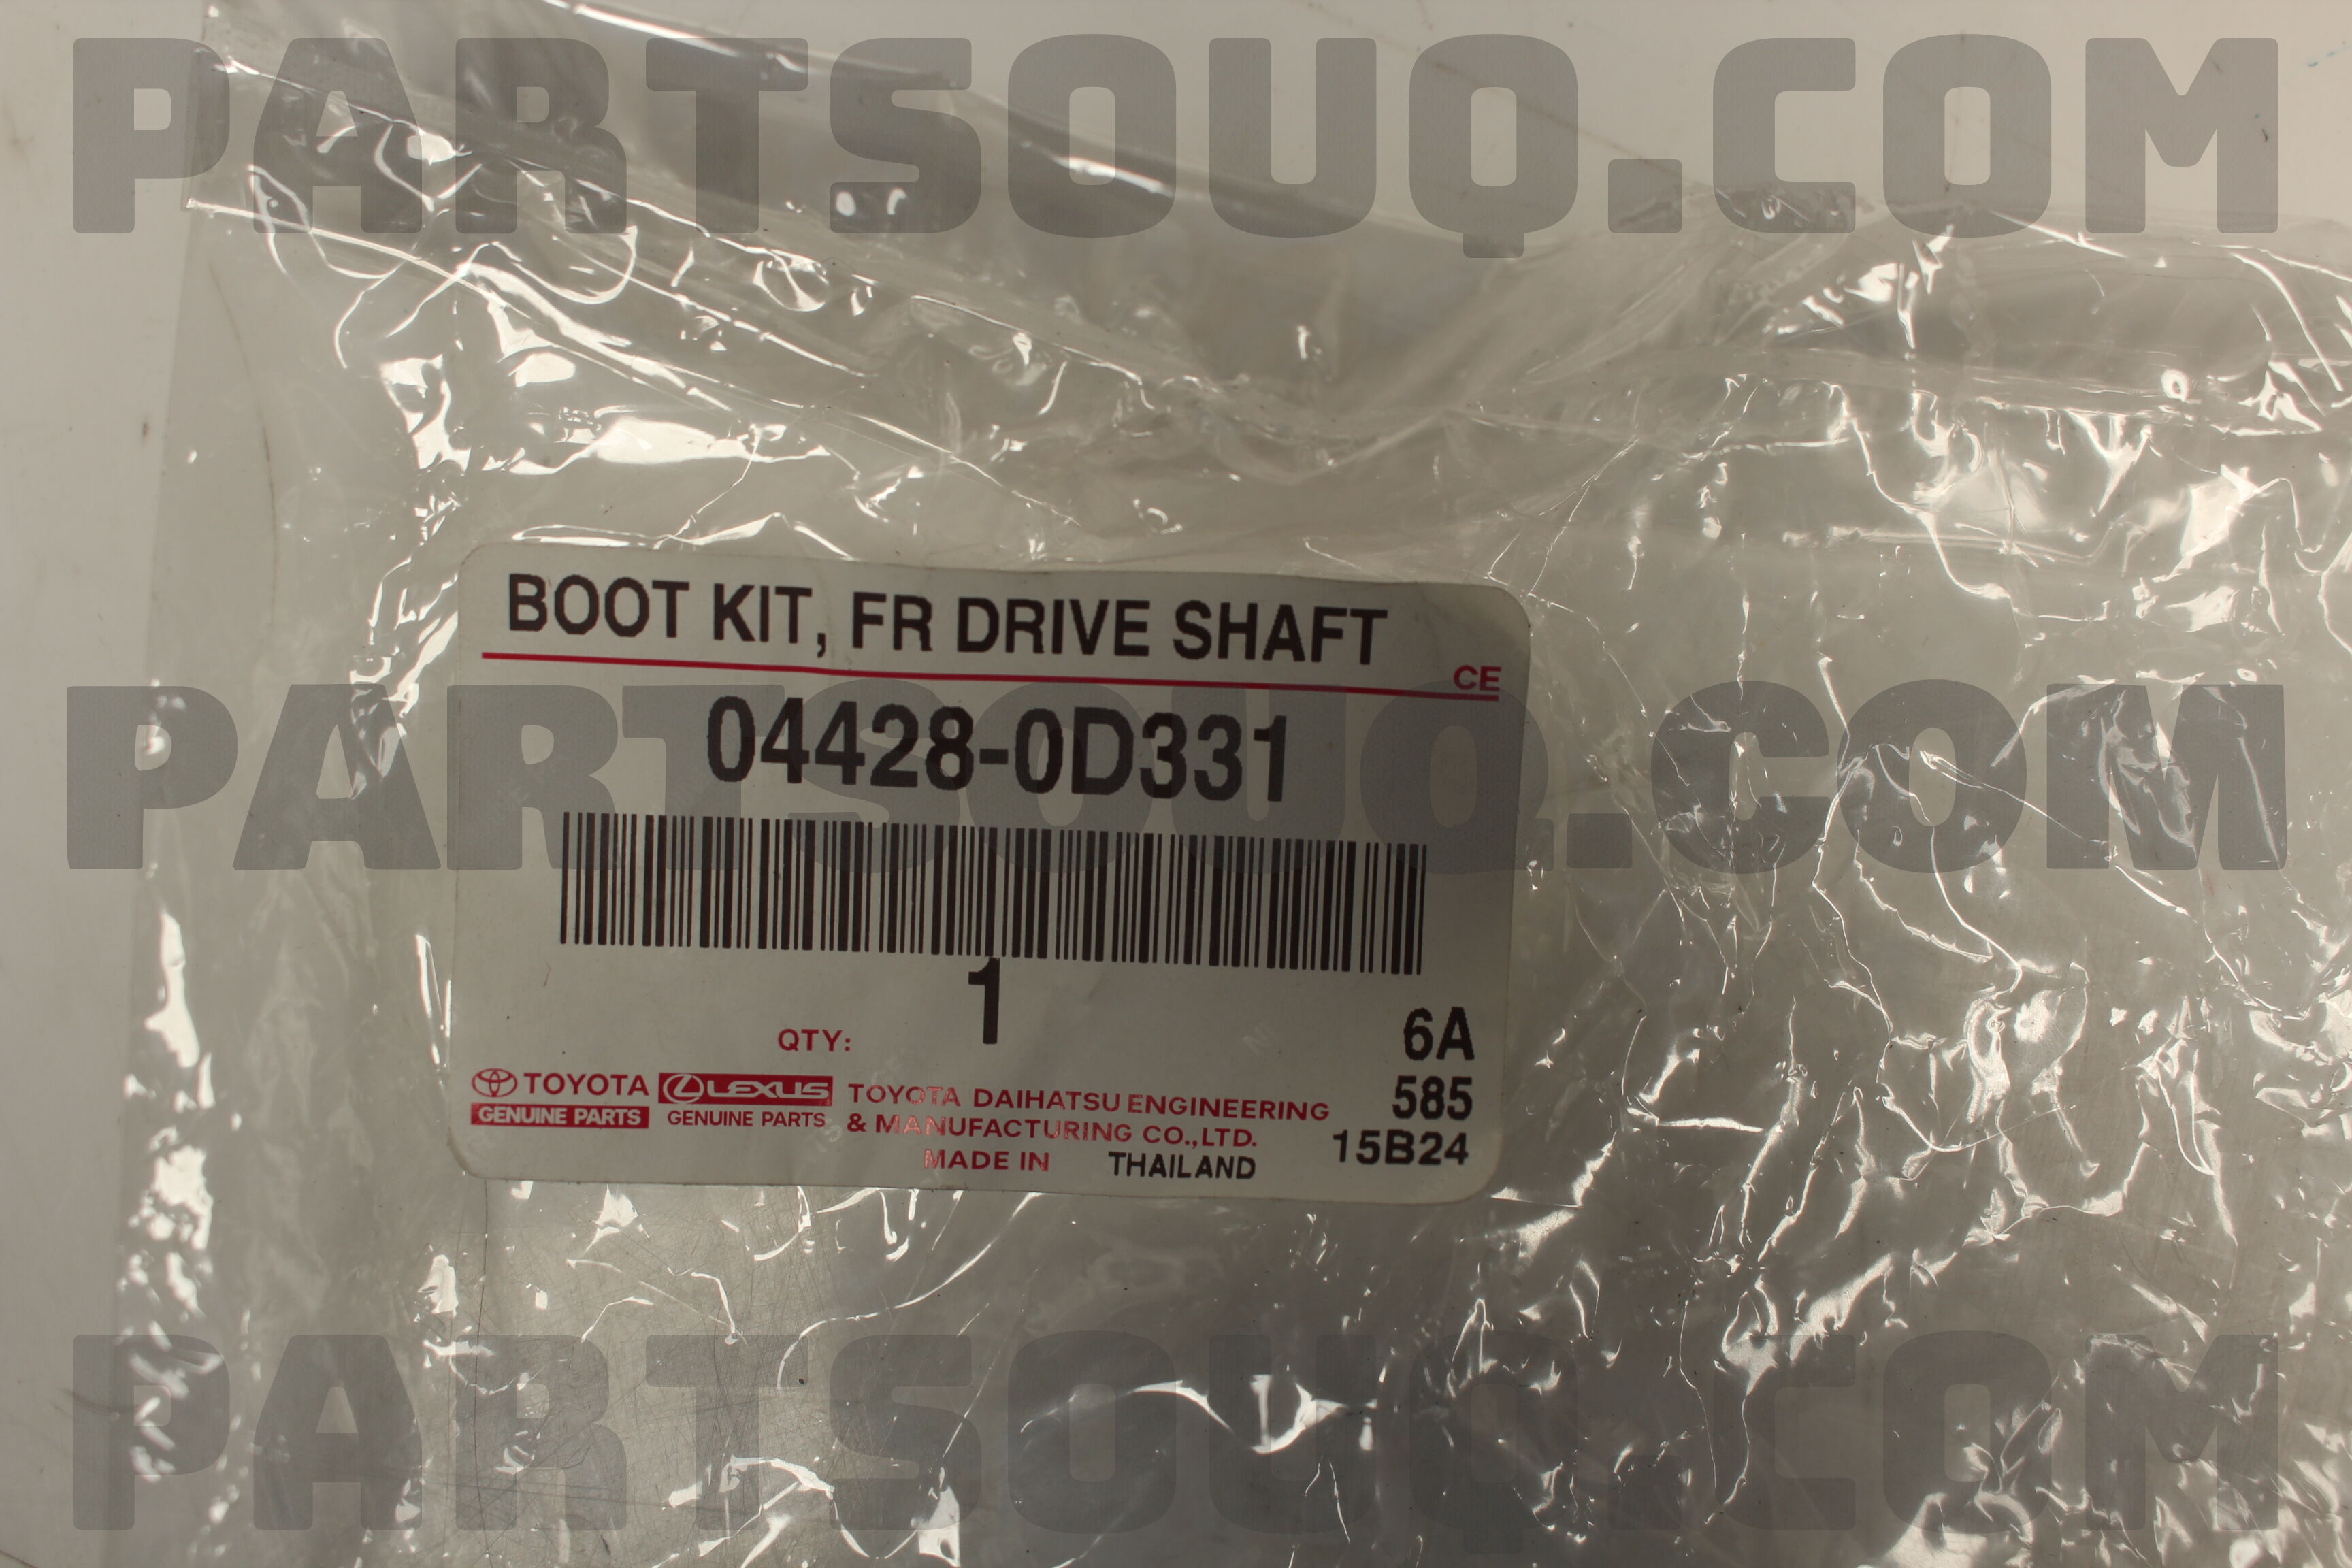 PARTSOUQ.COM
BOOT KIT, FR DRIVE SHAFT
CE
PARTSOUQ.COM
04428-0D331
QTY: 1
6A
585
15B24
TOYOTA
GENUINE PARTS
LEXUS
GENUINE PARTS
TOYOTA DAIHATSU ENGINEERING
& MANUFACTURING CO.,LTD.
MADE IN THAILAND
PARTSOUQ.COM